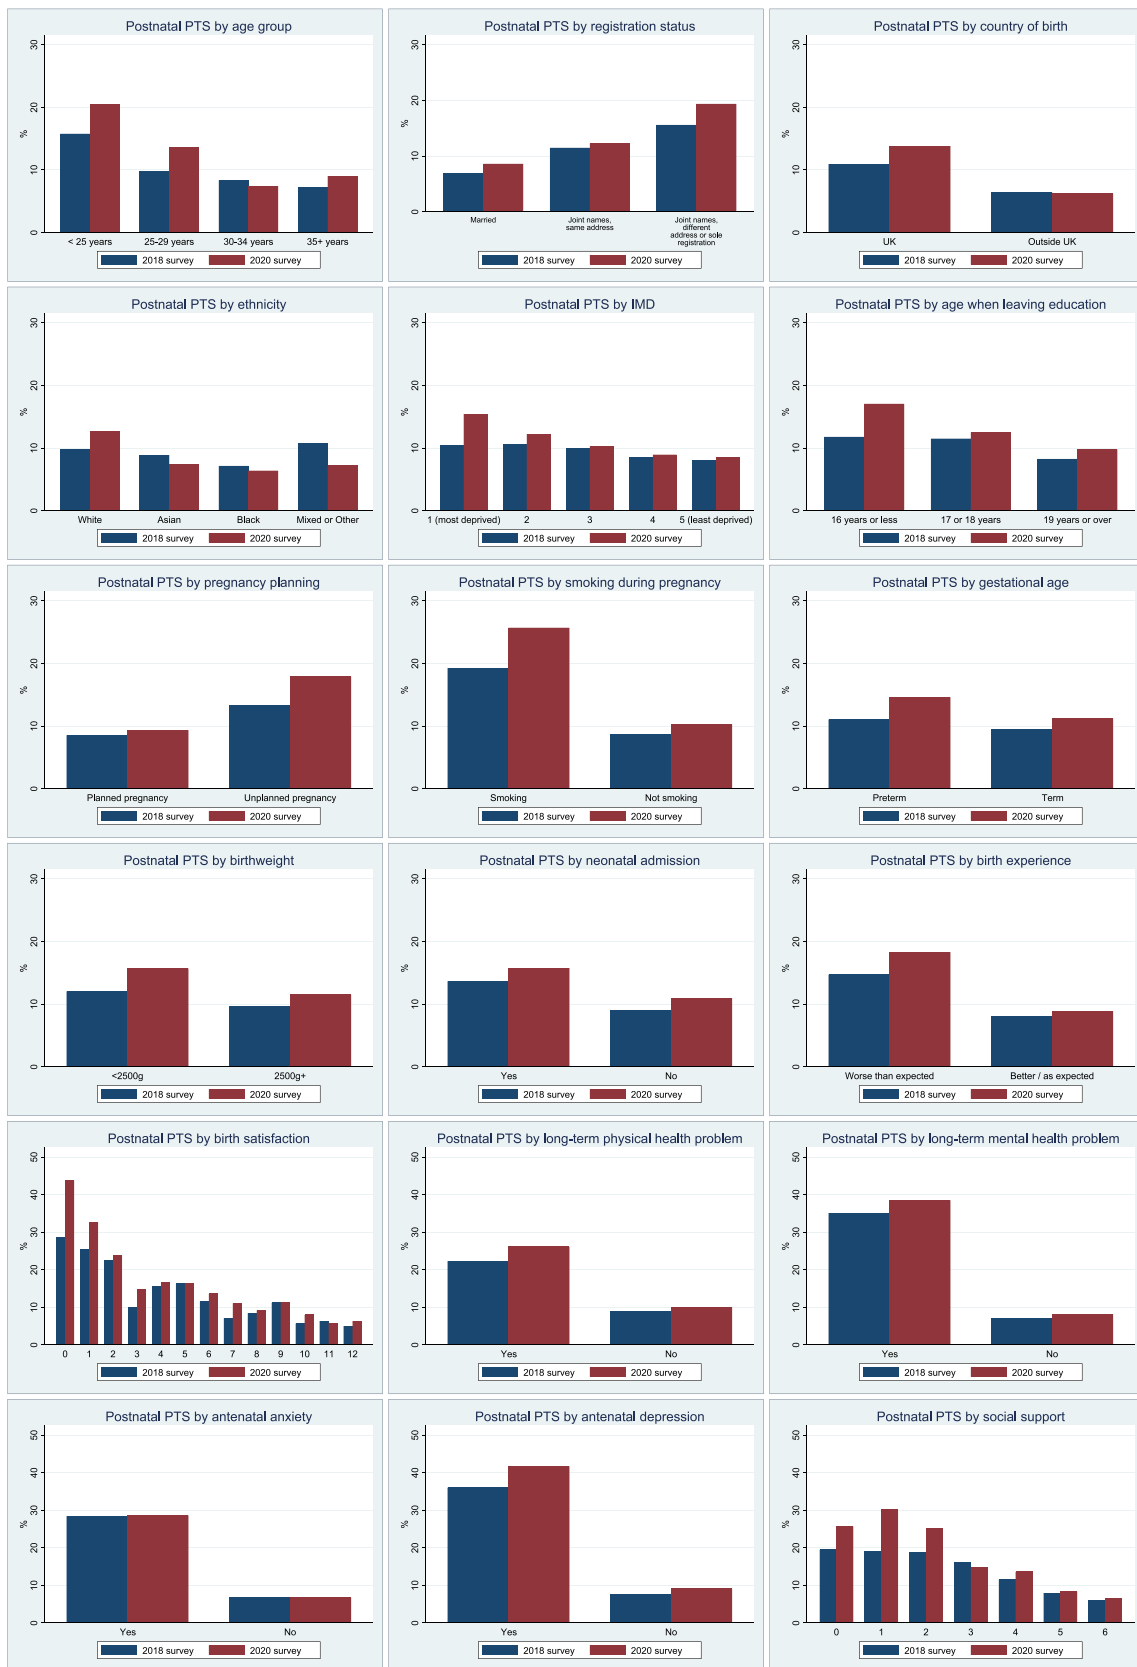 Postnatal PTS by age group
%
0 10 20 30
< 25 years 25-29 years 30-34 years 35+ years
2018 survey 2020 survey
Postnatal PTS by registration status
%
0 10 20 30
Married
Joint names,
same address
Joint names,
different
address or sole
registration
2018 survey 2020 survey
Postnatal PTS by country of birth
%
0 10 20 30
UK Outside UK
2018 survey 2020 survey
Postnatal PTS by ethnicity
%
0 10 20 30
White Asian Black Mixed or Other
2018 survey 2020 survey
Postnatal PTS by IMD
%
0 10 20 30
1 (most deprived) 2 3 4 5 (least deprived)
2018 survey 2020 survey
Postnatal PTS by age when leaving education
%
0 10 20 30
16 years or less 17 or 18 years 19 years or over
2018 survey 2020 survey
Postnatal PTS by pregnancy planning
%
0 10 20 30
Planned pregnancy Unplanned pregnancy
2018 survey 2020 survey
Postnatal PTS by smoking during pregnancy
%
0 10 20 30
Smoking Not smoking
2018 survey 2020 survey
Postnatal PTS by gestational age
%
0 10 20 30
Preterm Term
2018 survey 2020 survey
Postnatal PTS by birthweight
%
0 10 20 30
<2500g 2500g+
2018 survey 2020 survey
Postnatal PTS by neonatal admission
%
0 10 20 30
Yes No
2018 survey 2020 survey
Postnatal PTS by birth experience
%
0 10 20 30
Worse than expected Better / as expected
2018 survey 2020 survey
Postnatal PTS by birth satisfaction
%
0 10 20 30 40 50
0 1 2 3 4 5 6 7 8 9 10 11 12
2018 survey 2020 survey
Postnatal PTS by long-term physical health problem
%
0 10 20 30 40 50
Yes No
2018 survey 2020 survey
Postnatal PTS by long-term mental health problem
%
0 10 20 30 40 50
Yes No
2018 survey 2020 survey
Postnatal PTS by antenatal anxiety
%
0 10 20 30 40 50
Yes No
2018 survey 2020 survey
Postnatal PTS by antenatal depression
%
0 10 20 30 40 50
Yes No
2018 survey 2020 survey
Postnatal PTS by social support
%
0 10 20 30 40 50
0 1 2 3 4 5 6
2018 survey 2020 survey